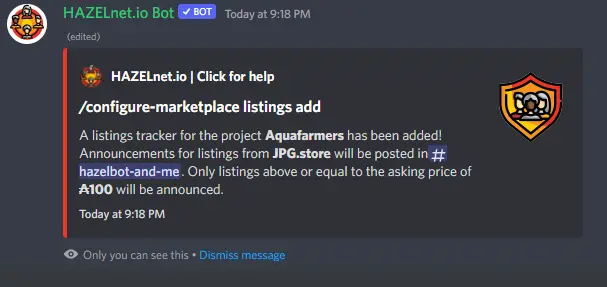 HAZELnet.io Bot ✓ BOT Today at 9:18 PM
(edited)
HAZELnet.io | Click for help
/configure-marketplace listings add
A listings tracker for the project Aquafarmers has been added!
Announcements for listings from JPG.store will be posted in #
hazelbot-and-me. Only listings above or equal to the asking price of
₳100 will be announced.
Today at 9:18 PM
Only you can see this • Dismiss message